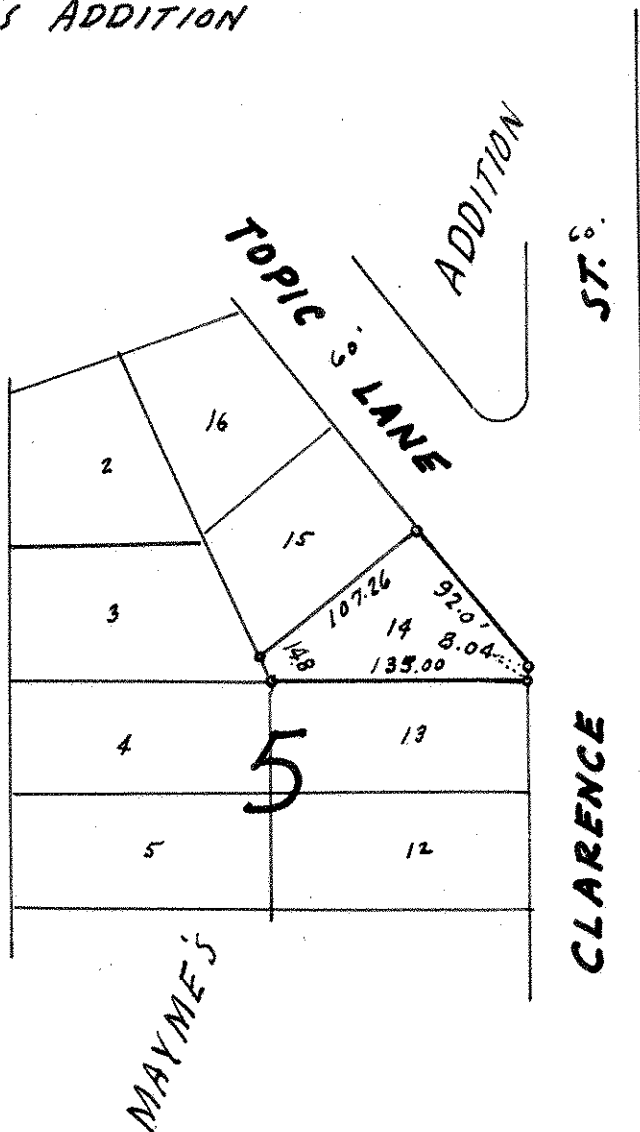 S ADDITION
ADDITION
TOPIC 60' LANE
ST. 60'
16
2
15
3
107.26
92.0'
14
8.04
148
135.00
4
5
13
5
12
CLARENCE
MAYME'S